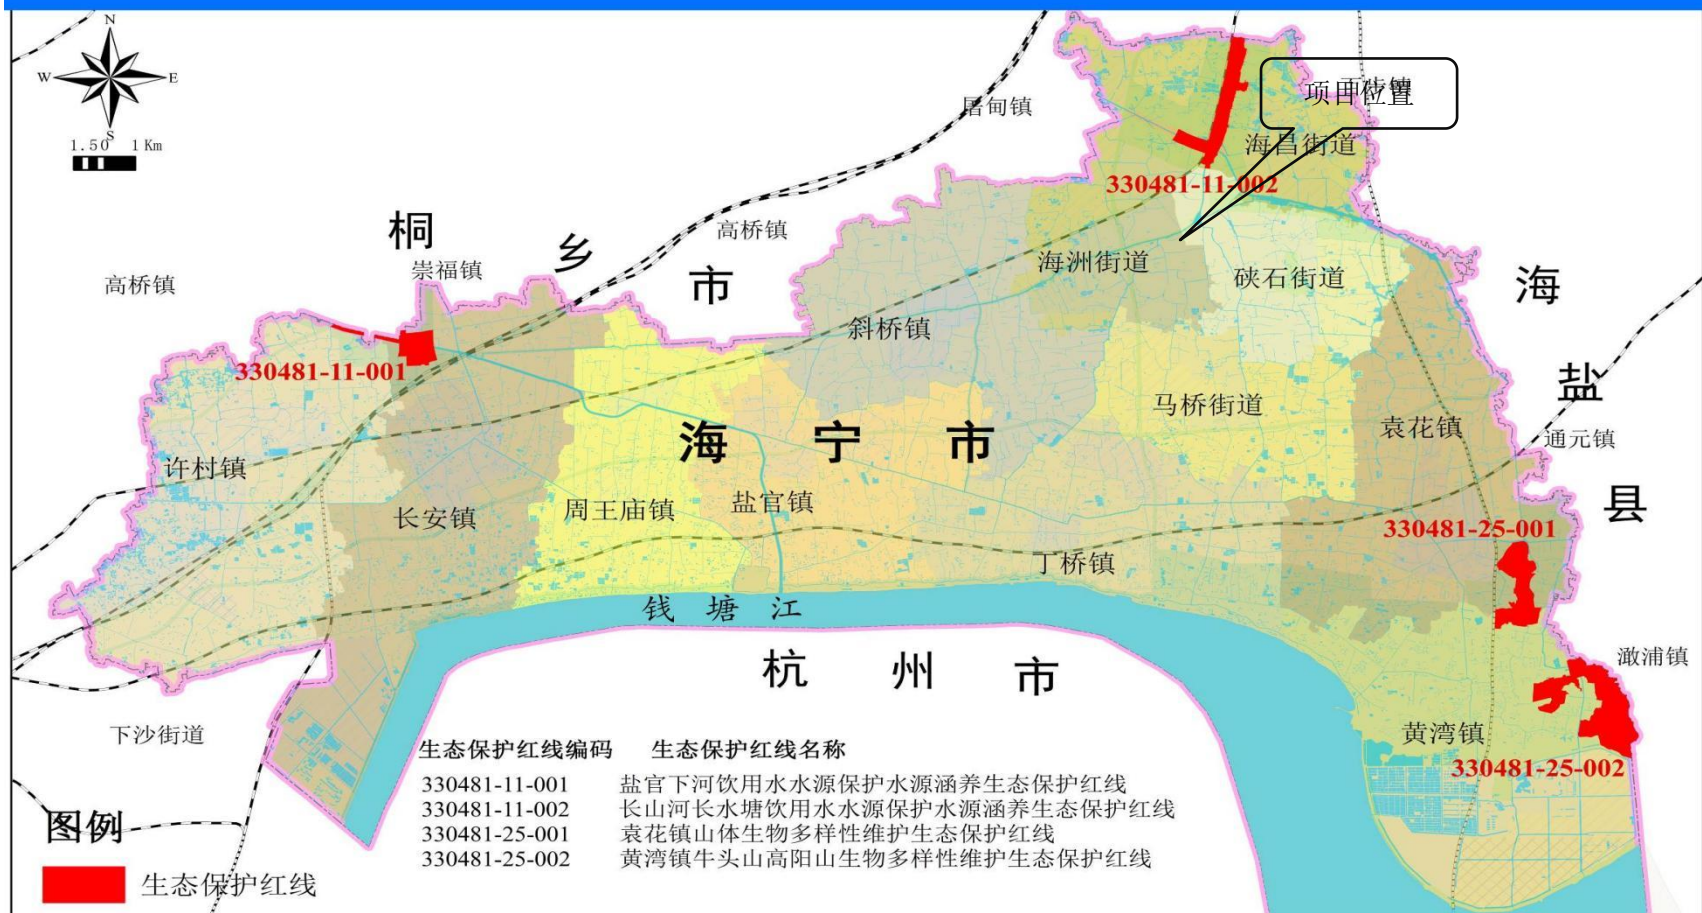 N
W
E
S
1.50 1 Km
屠甸镇
项目位置
海昌街道
330481-11-002
桐乡市
高桥镇
崇福镇
高桥镇
海洲街道
硖石街道
海盐县
斜桥镇
330481-11-001
马桥街道
袁花镇
通元镇
海宁市
许村镇
长安镇
周王庙镇
盐官镇
330481-25-001
丁桥镇
钱塘江
杭州市
澉浦镇
下沙街道
黄湾镇
330481-25-002
生态保护红线编码 生态保护红线名称
330481-11-001 盐官下河饮用水水源保护水源涵养生态保护红线
330481-11-002 长山河长水塘饮用水水源保护水源涵养生态保护红线
330481-25-001 袁花镇山体生物多样性维护生态保护红线
330481-25-002 黄湾镇牛头山高阳山生物多样性维护生态保护红线
图例
生态保护红线